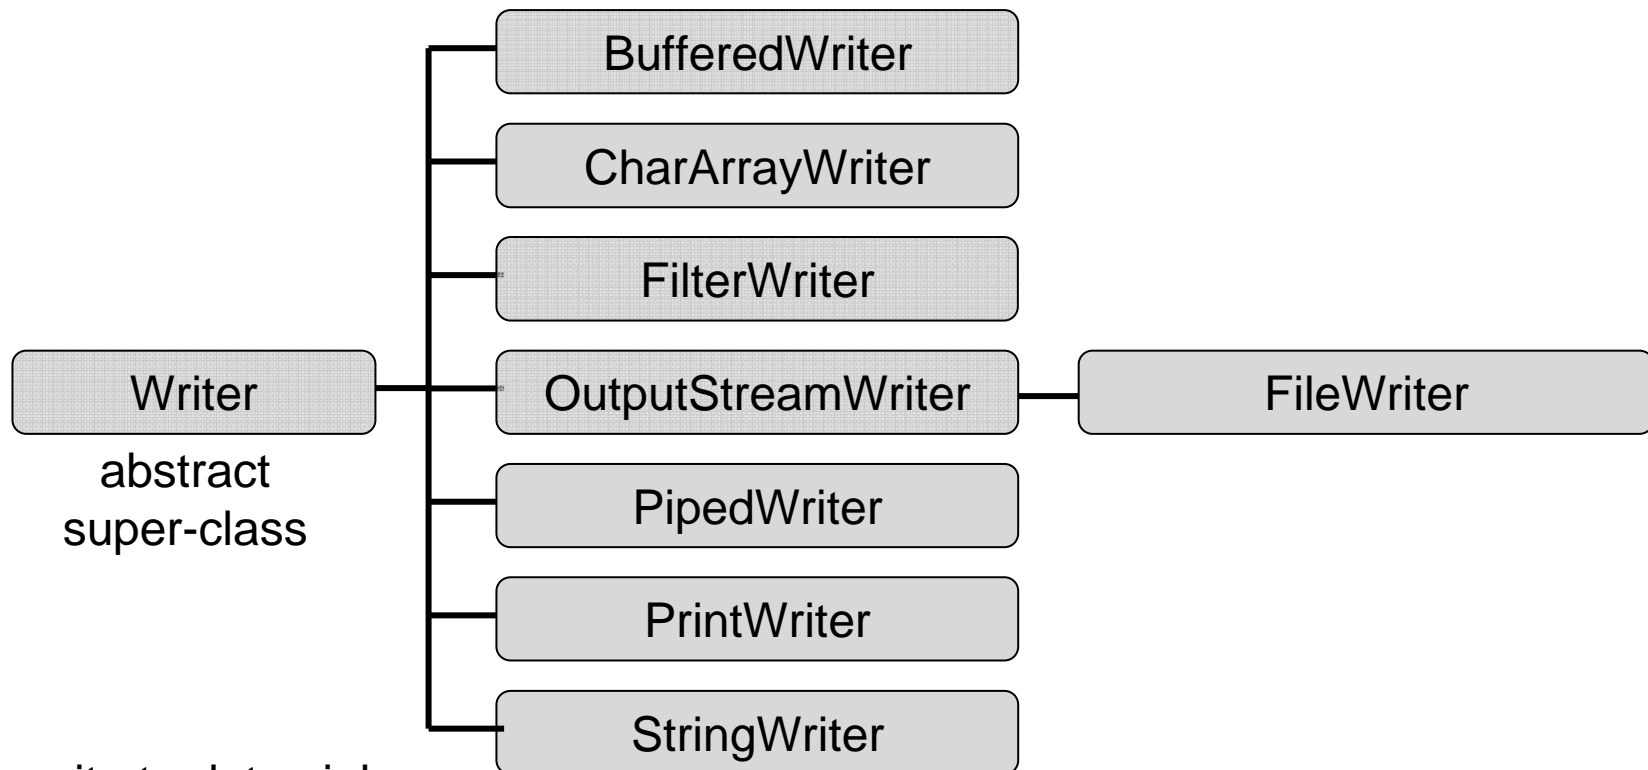 BufferedWriter
CharArrayWriter
FilterWriter
Writer
OutputStreamWriter
FileWriter
abstract
super-class
PipedWriter
PrintWriter
StringWriter